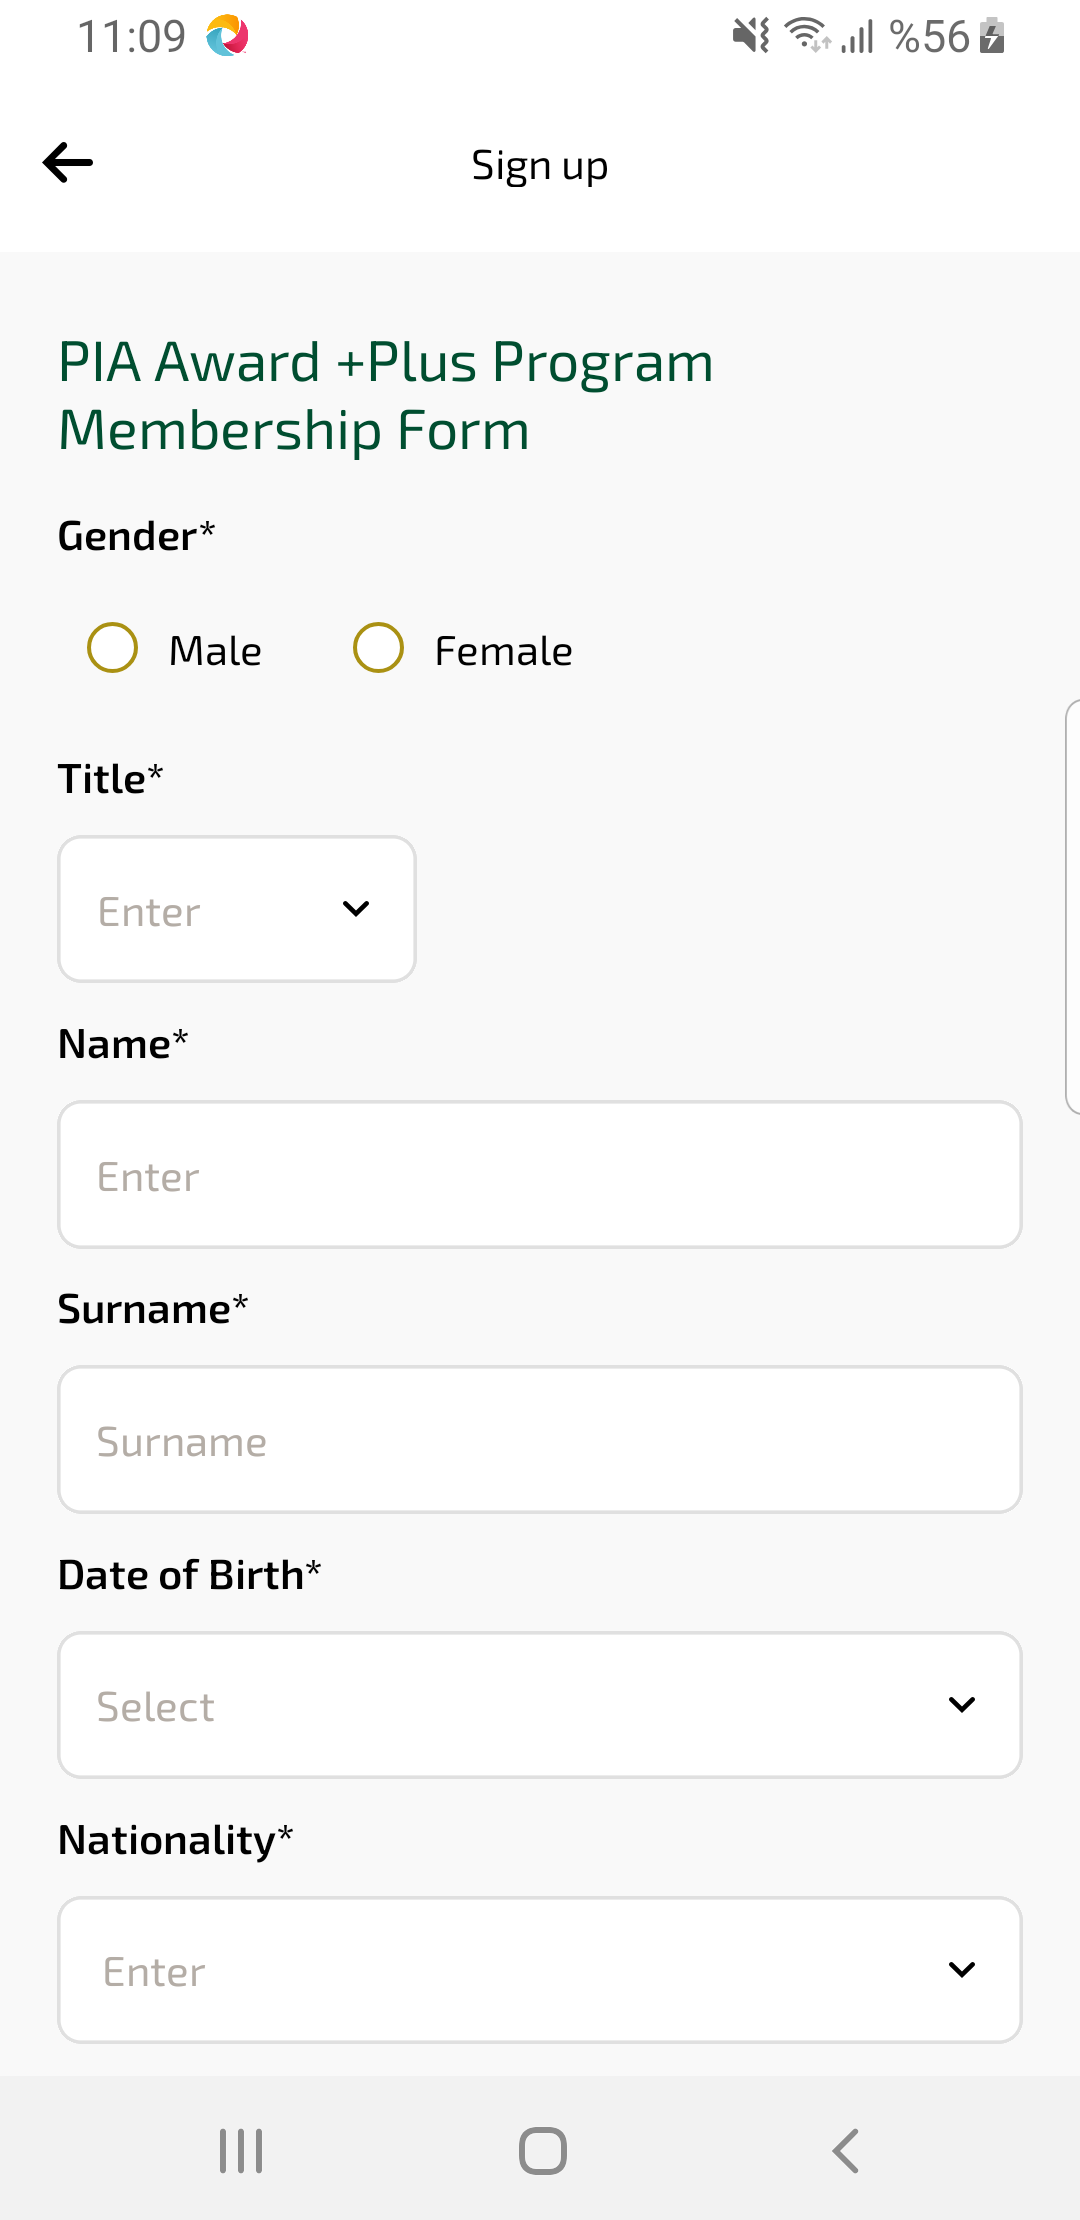 11:09 %56
Sign up
PIA Award +Plus Program
Membership Form
Gender*
Male Female
Title*
Enter
Name*
Enter
Surname*
Surname
Date of Birth*
Select
Nationality*
Enter